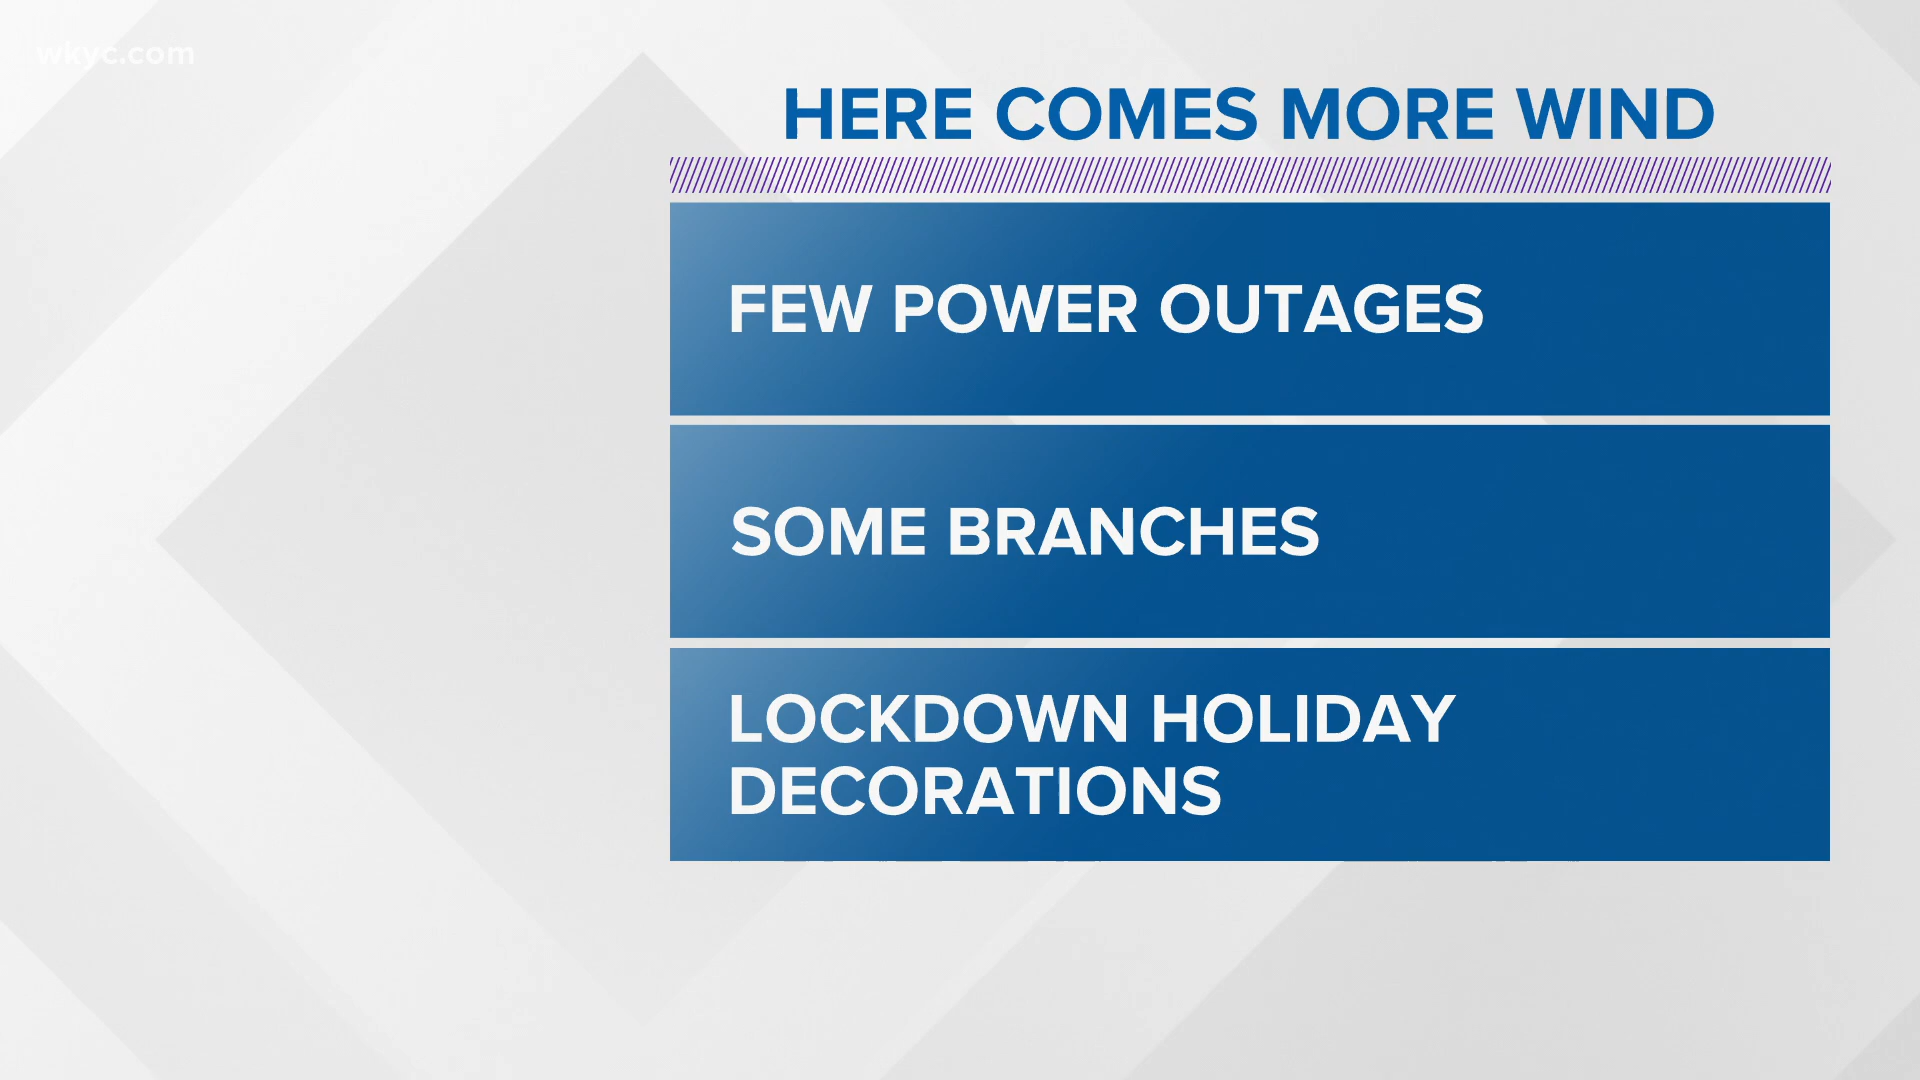 wkyc.com
HERE COMES MORE WIND
FEW POWER OUTAGES
SOME BRANCHES
LOCKDOWN HOLIDAY
DECORATIONS